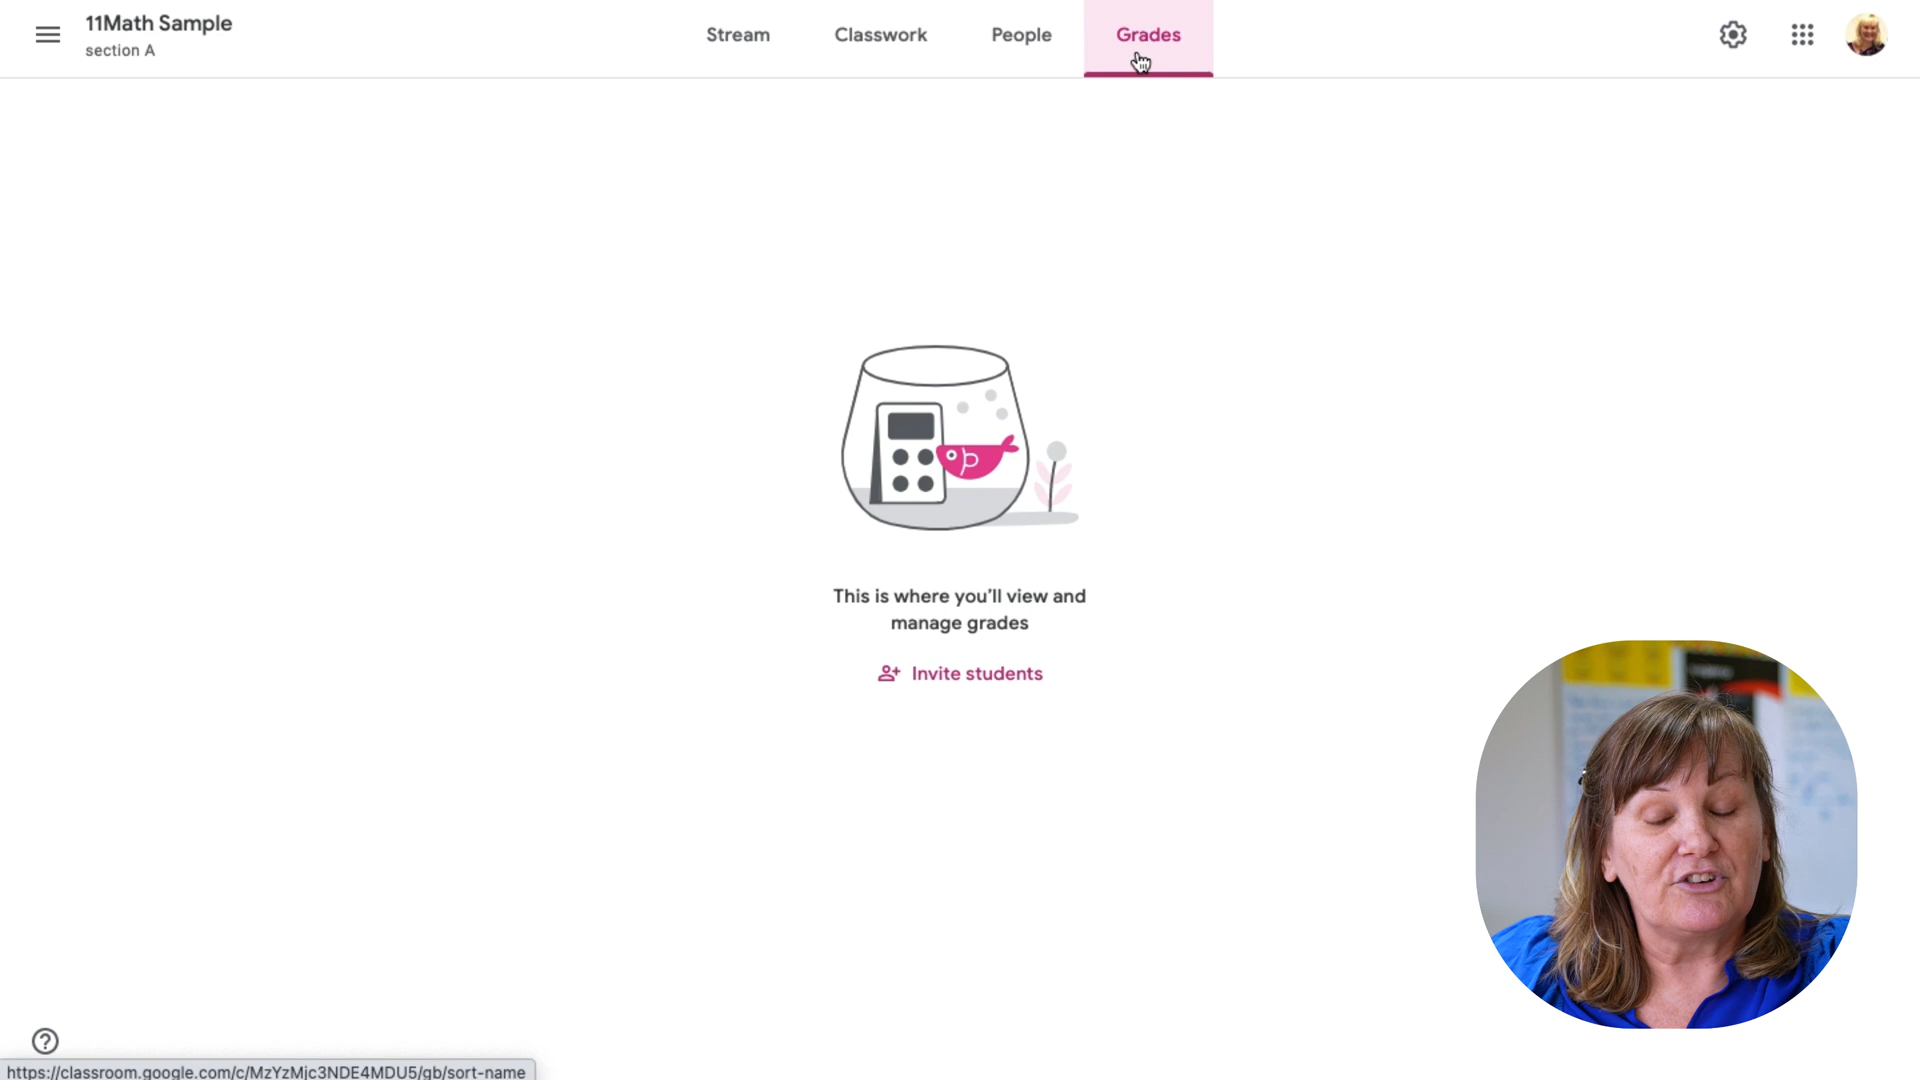 11Math Sample
section A
Stream
Classwork
People
Grades
This is where you’ll view and
manage grades
Invite students
https://classroom.google.com/c/MzYzMjc3NDE4MDU5/gb/sort-name